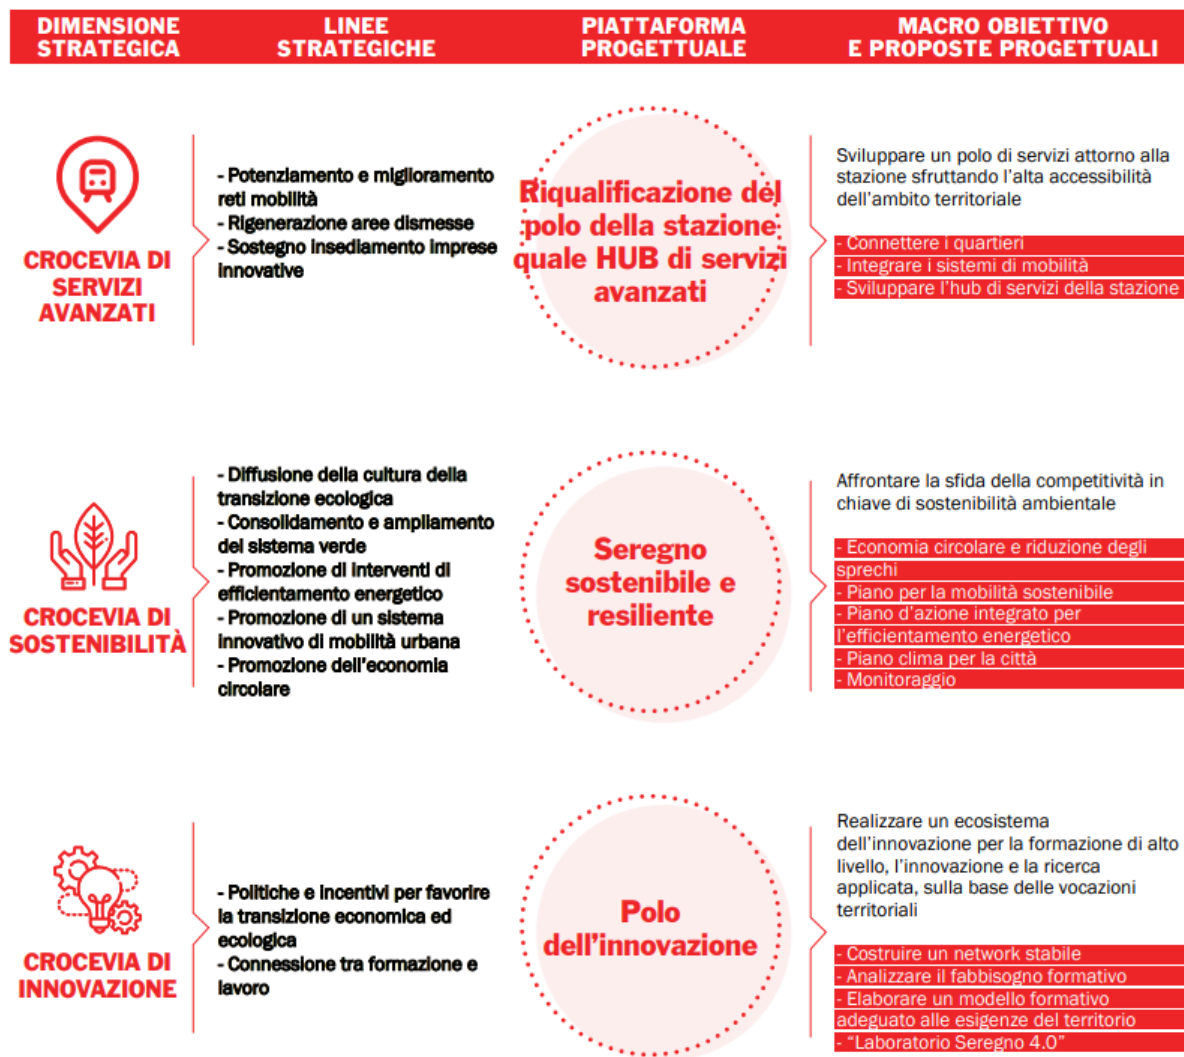 DIMENSIONE
STRATEGICA
LINEE
STRATEGICHE
PIATTAFORMA
PROGETTUALE
MACRO OBIETTIVO
E PROPOSTE PROGETTUALI
CROCEVIA DI
SERVIZI
AVANZATI
- Potenziamento e miglioramento
reti mobilità
- Rigenerazione aree dismesse
- Sostegno insediamento imprese
innovative
Riqualificazione del
polo della stazione
quale HUB di servizi
avanzati
Sviluppare un polo di servizi attorno alla
stazione sfruttando l'alta accessibilità
dell'ambito territoriale
- Connettere i quartieri
- Integrare i sistemi di mobilità
- Sviluppare l'hub di servizi della stazione
CROCEVIA DI
SOSTENIBILITÀ
- Diffusione della cultura della
transizione ecologica
- Consolidamento e ampliamento
del sistema verde
- Promozione di interventi di
efficientamento energetico
- Promozione di un sistema
innovativo di mobilità urbana
- Promozione dell'economia
circolare
Seregno
sostenibile e
resiliente
Affrontare la sfida della competitività in
chiave di sostenibilità ambientale
- Economia circolare e riduzione degli
sprechi
- Piano per la mobilità sostenibile
- Piano d'azione integrato per
l'efficientamento energetico
- Piano clima per la città
- Monitoraggio
CROCEVIA DI
INNOVAZIONE
- Politiche e incentivi per favorire
la transizione economica ed
ecologica
- Connessione tra formazione e
lavoro
Polo
dell'innovazione
Realizzare un ecosistema
dell'innovazione per la formazione di alto
livello, l'innovazione e la ricerca
applicata, sulla base delle vocazioni
territoriali
- Costruire un network stabile
- Analizzare il fabbisogno formativo
- Elaborare un modello formativo
adeguato alle esigenze del territorio
- "Laboratorio Seregno 4.0"